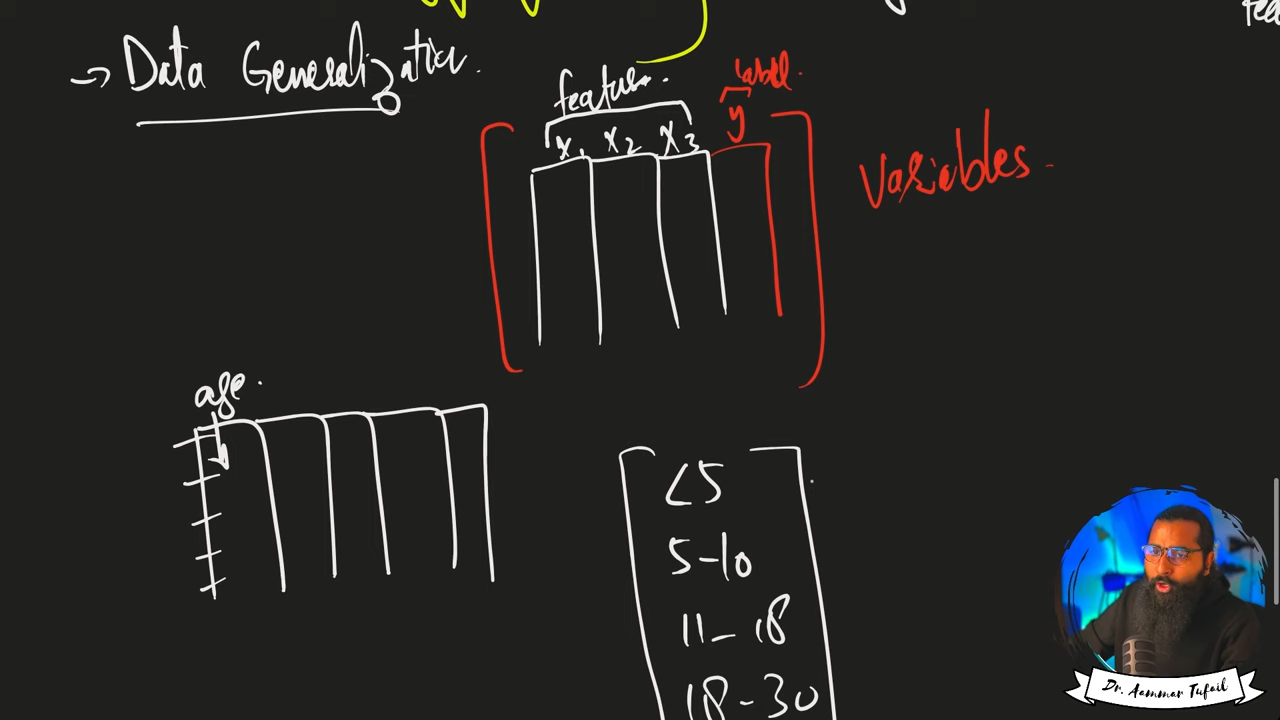 → Data Generalization.
features.
label.
x1 x2 x3 y
Variables.
age.
<5
5-10
11-18
18-30
Dr. Aammar Tufail